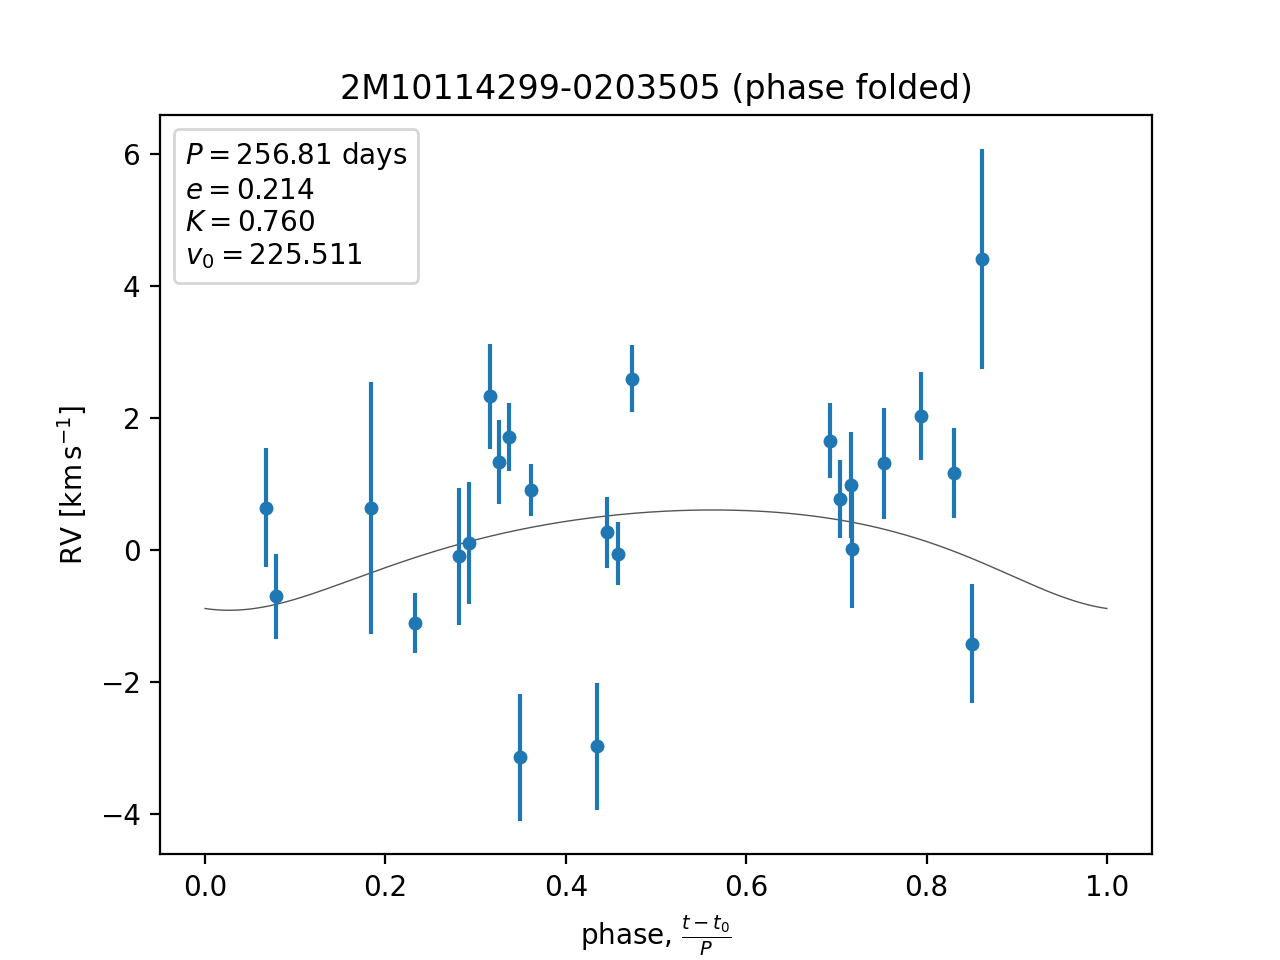 2M10114299-0203505 (phase folded)
P = 256.81 days
e = 0.214
K = 0.760
v₀ = 225.511
6
4
2
0
−2
−4
RV [km s⁻¹]
0.0 0.2 0.4 0.6 0.8 1.0
phase, (t − t₀)/P